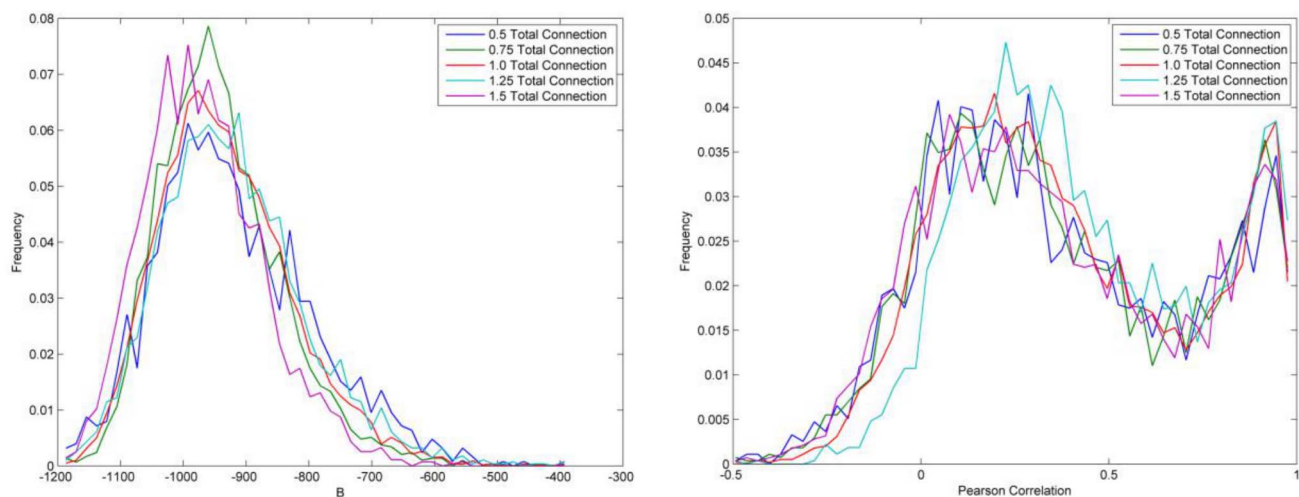 0.08
0.07
0.06
0.05
0.04
0.03
0.02
0.01
0
Frequency
-1200
-1100
-1000
-900
-800
-700
-600
-500
-400
-300
B
0.5 Total Connection
0.75 Total Connection
1.0 Total Connection
1.25 Total Connection
1.5 Total Connection
0.05
0.045
0.04
0.035
0.03
0.025
0.02
0.015
0.01
0.005
0
Frequency
-0.5
0
0.5
1
Pearson Correlation
0.5 Total Connection
0.75 Total Connection
1.0 Total Connection
1.25 Total Connection
1.5 Total Connection